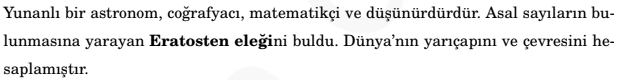 Yunanlı bir astronom, coğrafyacı, matematikçi ve düşünürdürdür. Asal sayıların bu-
lunmasına yarayan Eratosten eleğini buldu. Dünya'nın yarıçapını ve çevresini he-
saplamıştır.